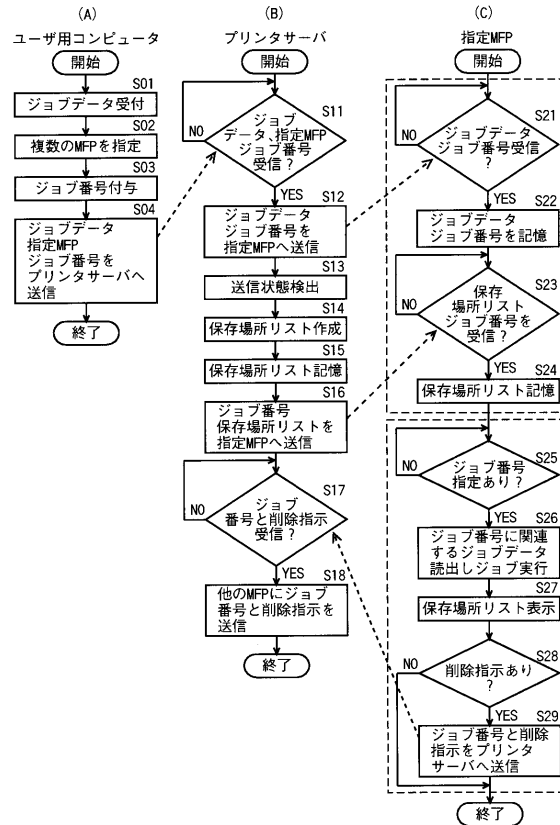 (A)
ユーザ用コンピュータ
開始
S01
ジョブデータ受付
S02
複数のMFPを指定
S03
ジョブ番号付与
S04
ジョブデータ
指定MFP
ジョブ番号を
プリンタサーバへ
送信
終了
(B)
プリンタサーバ
開始
S11
ジョブ
データ、指定MFP
ジョブ番号
受信?
NO
YES
S12
ジョブデータ
ジョブ番号を
指定MFPへ送信
S13
送信状態検出
S14
保存場所リスト作成
S15
保存場所リスト記憶
S16
ジョブ番号
保存場所リストを
指定MFPへ送信
S17
ジョブ
番号と削除指示
受信?
NO
YES
S18
他のMFPにジョブ
番号と削除指示を
送信
終了
(C)
指定MFP
開始
S21
ジョブデータ
ジョブ番号受信
?
NO
YES
S22
ジョブデータ
ジョブ番号を記憶
S23
保存
場所リスト
ジョブ番号を
受信?
NO
YES
S24
保存場所リスト記憶
S25
ジョブ番号
指定あり?
NO
YES
S26
ジョブ番号に関連
するジョブデータ
読出しジョブ実行
S27
保存場所リスト表示
S28
削除指示あり
?
NO
YES
S29
ジョブ番号と削除
指示をプリンタ
サーバへ送信
終了